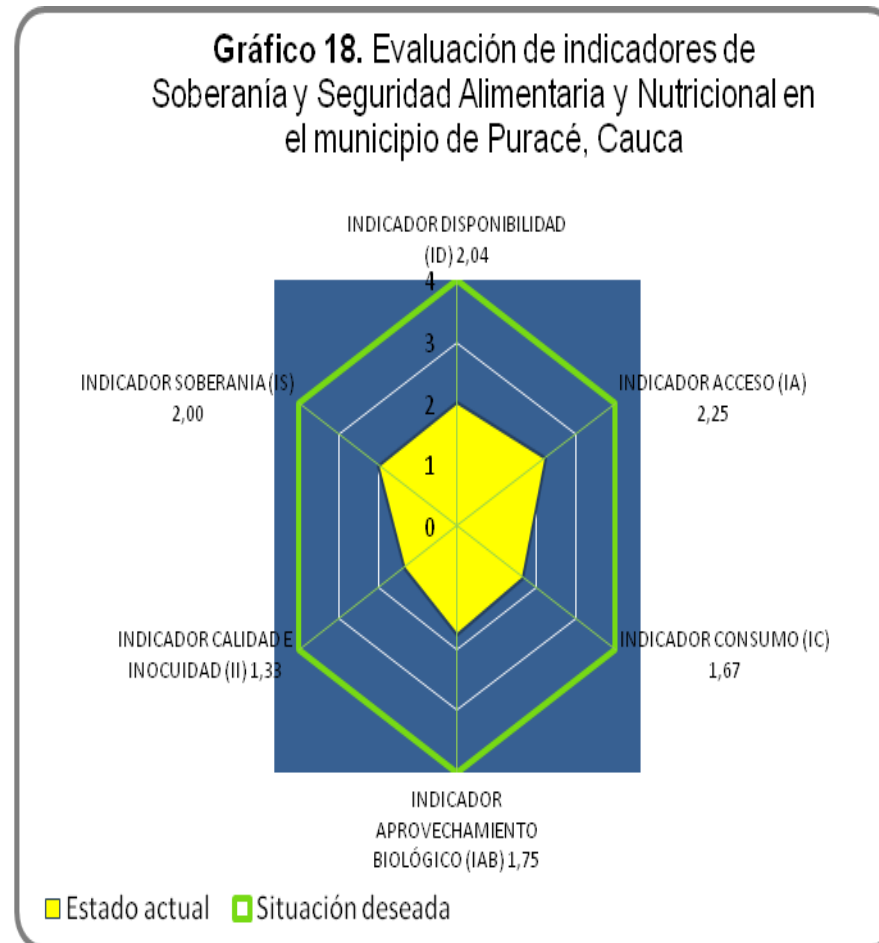 Gráfico 18. Evaluación de indicadores de
Soberanía y Seguridad Alimentaria y Nutricional en
el municipio de Puracé, Cauca
INDICADOR DISPONIBILIDAD
(ID) 2,04
4
3
2
1
0
INDICADOR SOBERANIA (IS)
2,00
INDICADOR ACCESO (IA)
2,25
INDICADOR CALIDAD E
INOCUIDAD (II) 1,33
INDICADOR CONSUMO (IC)
1,67
INDICADOR
APROVECHAMIENTO
BIOLÓGICO (IAB) 1,75
Estado actual Situación deseada